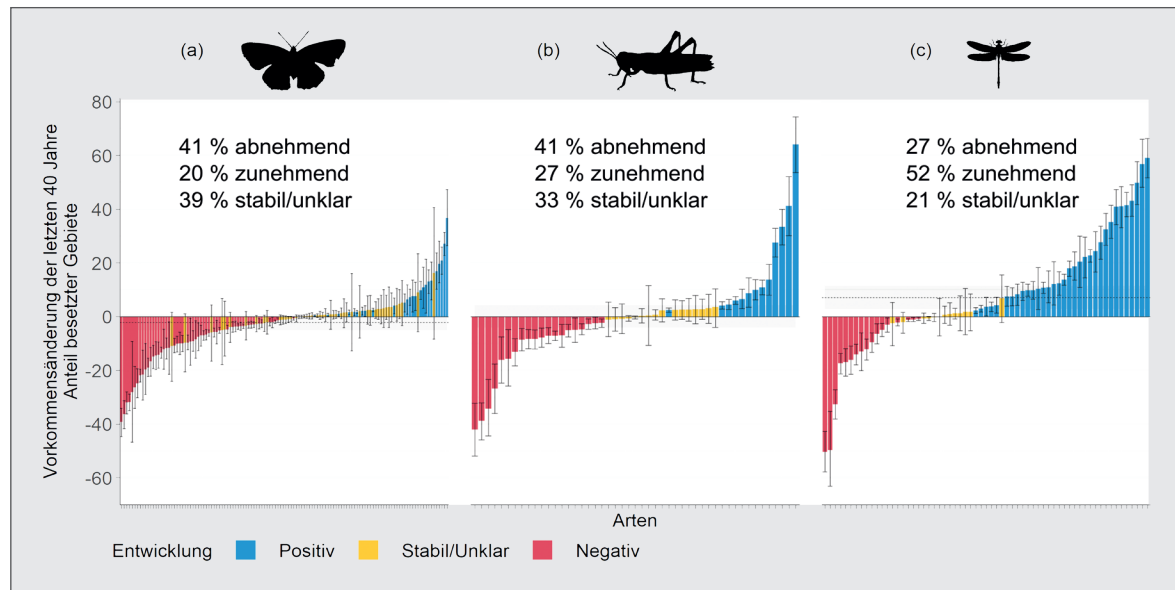 (a)
(b)
(c)
Vorkommensänderung der letzten 40 Jahre
Anteil besetzter Gebiete
80
60
40
20
0
-20
-40
-60
41 % abnehmend
20 % zunehmend
39 % stabil/unklar
41 % abnehmend
27 % zunehmend
33 % stabil/unklar
27 % abnehmend
52 % zunehmend
21 % stabil/unklar
Arten
Entwicklung Positiv Stabil/Unklar Negativ